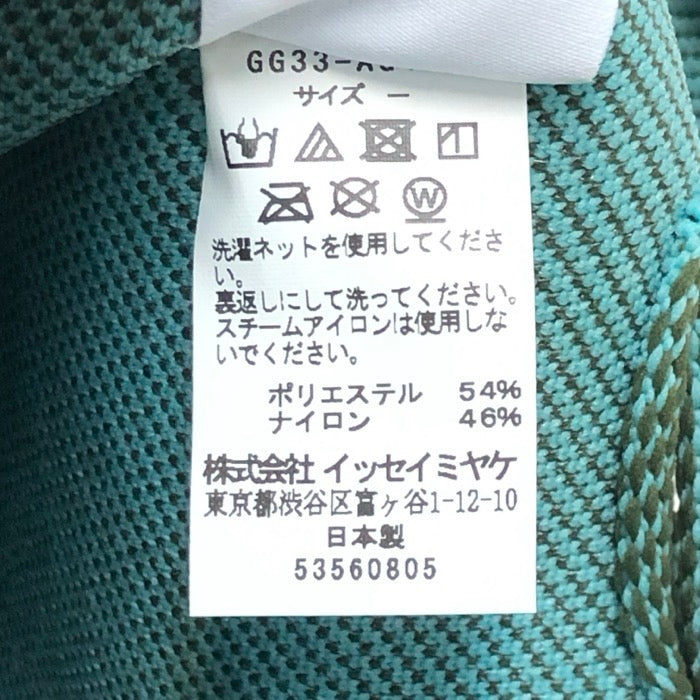 GG33-
サイズ ー
W
洗濯ネットを使用してくださ
い。
裏返しにして洗ってください。
スチームアイロンは使用しな
いでください。
ポリエステル 54%
ナイロン 46%
株式会社 イッセイミヤケ
東京都渋谷区富ヶ谷1-12-10
日本製
53560805